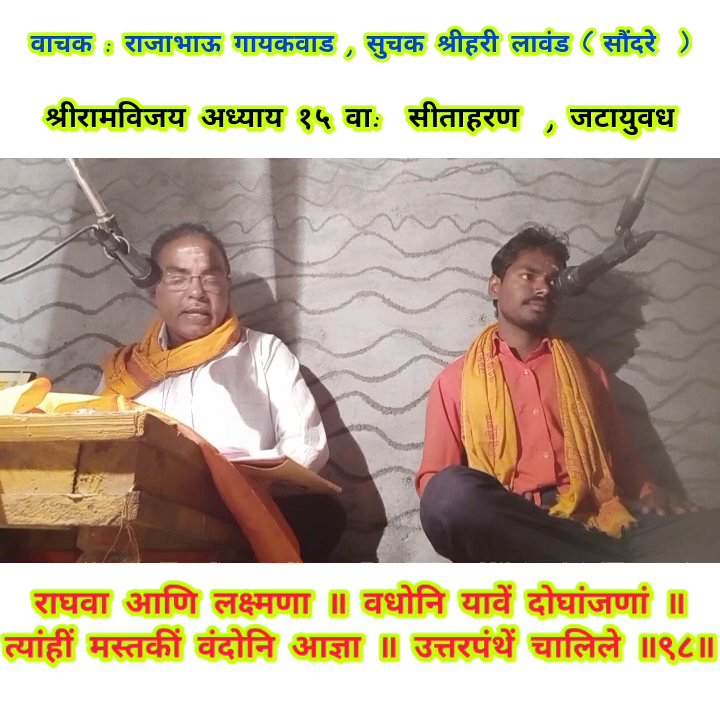 वाचक : राजाभाऊ गायकवाड , सुचक श्रीहरी लावंड ( सौंदरे )
श्रीरामविजय अध्याय १५ वाः सीताहरण , जटायुवध
राघवा आणि लक्ष्मणा ॥ वधोनि यावें दोघांजणां ॥
त्यांहीं मस्तकीं वंदोनि आज्ञा ॥ उत्तरपंथें चालिले ॥९८॥